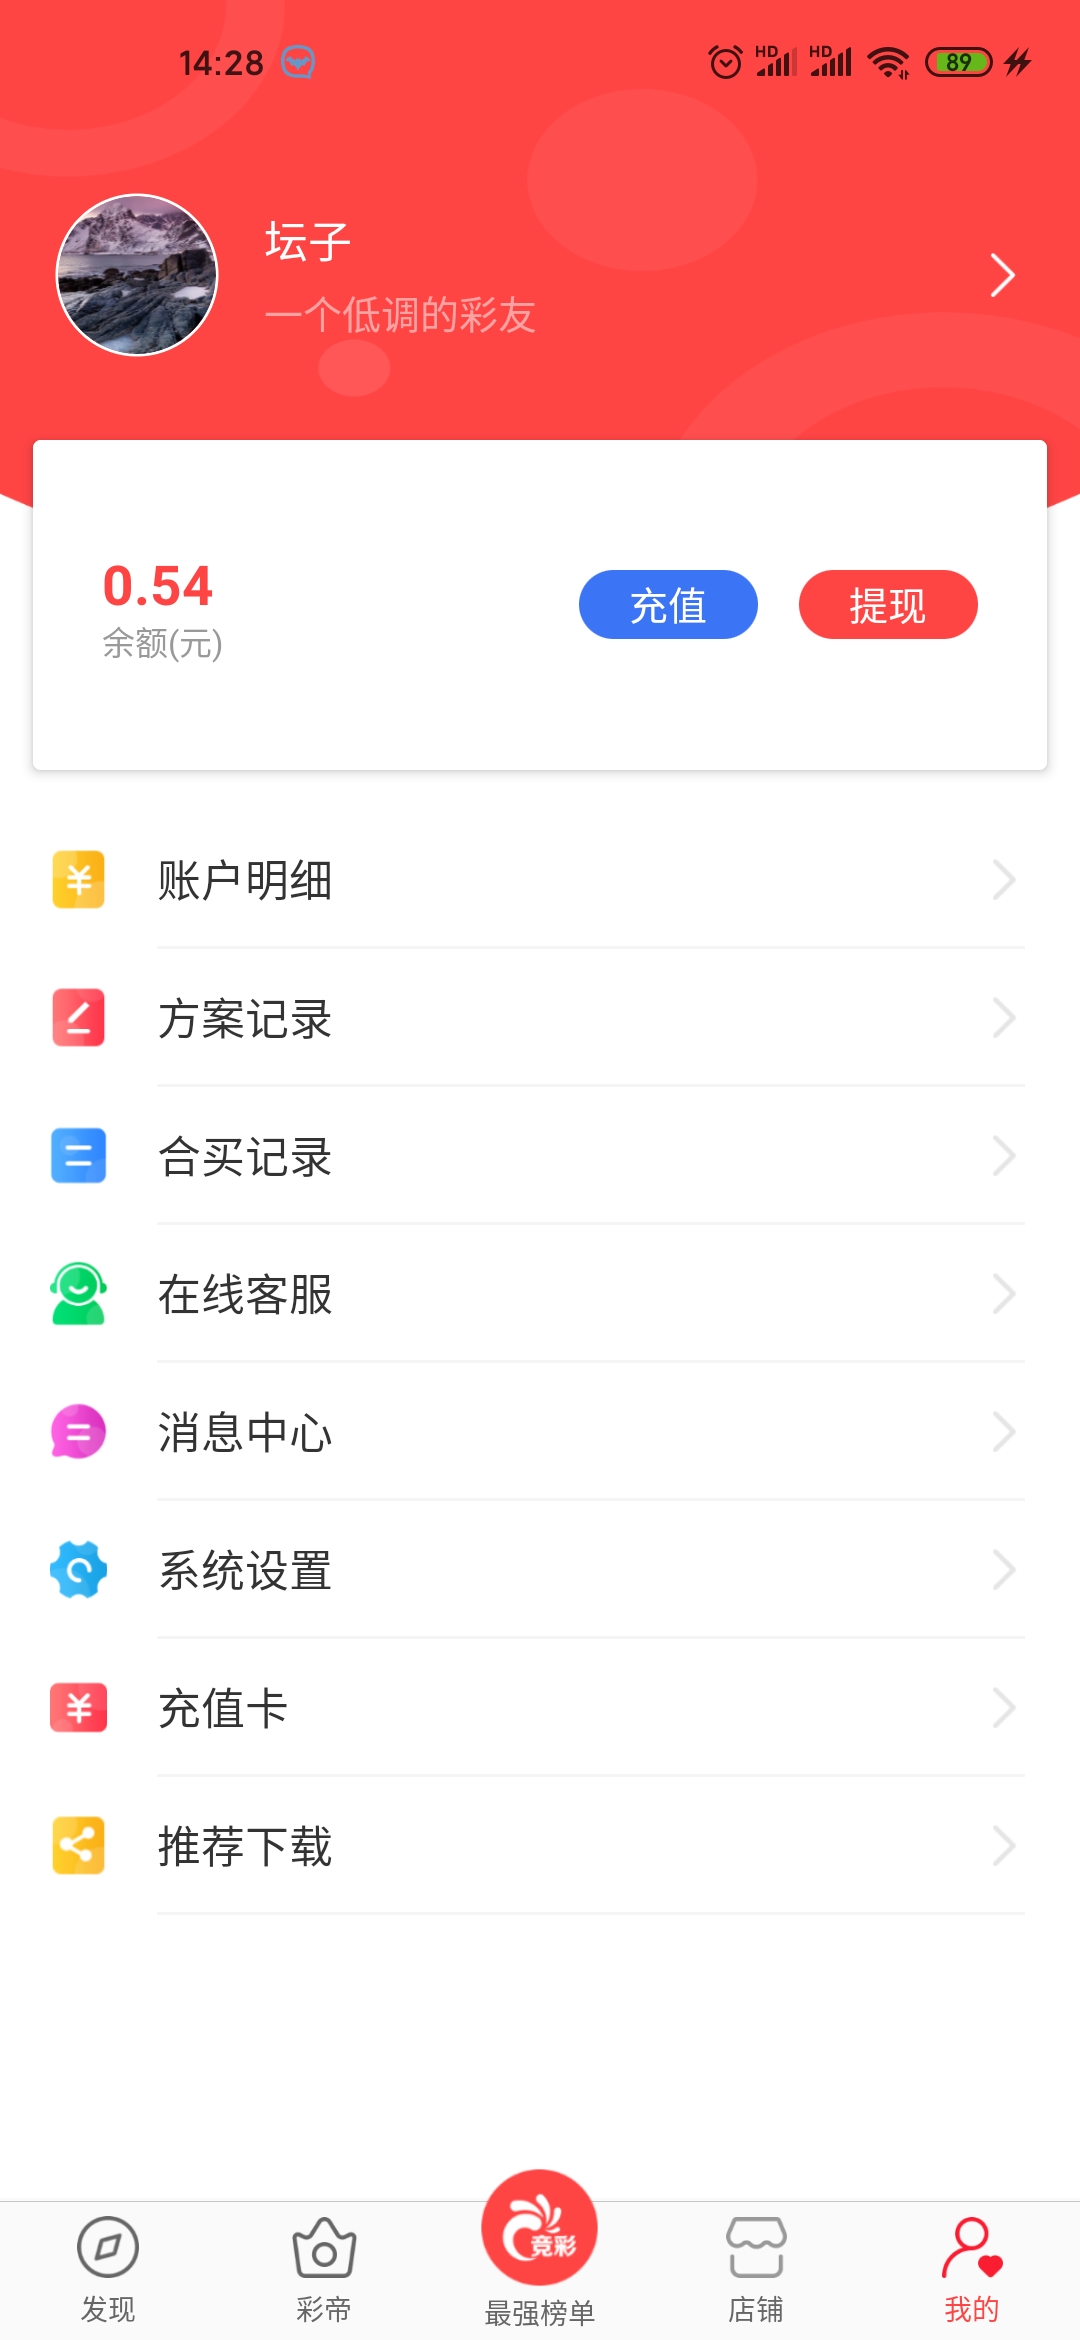 14:28 HD HD 89
坛子
一个低调的彩友
0.54
余额(元)
充值 提现
账户明细
方案记录
合买记录
在线客服
消息中心
系统设置
充值卡
推荐下载
竞彩
发现 彩帝 最强榜单 店铺 我的